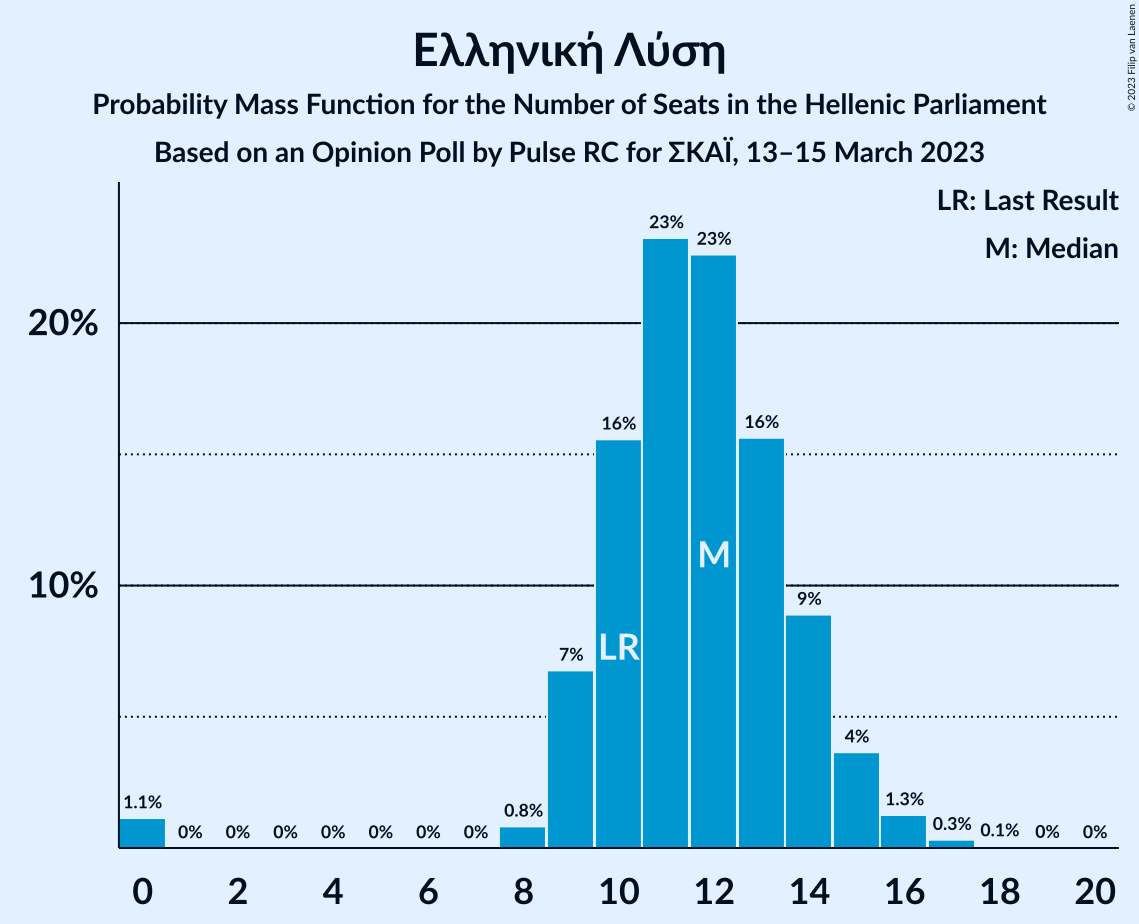 Ελληνική Λύση
Probability Mass Function for the Number of Seats in the Hellenic Parliament
Based on an Opinion Poll by Pulse RC for ΣΚΑΪ, 13–15 March 2023
© 2023 Filip van Laenen
LR: Last Result
M: Median
20%
10%
1.1%
0%
0%
0%
0%
0%
0%
0%
0.8%
7%
16%
23%
23%
16%
9%
4%
1.3%
0.3%
0.1%
0%
0%
LR
M
0 2 4 6 8 10 12 14 16 18 20